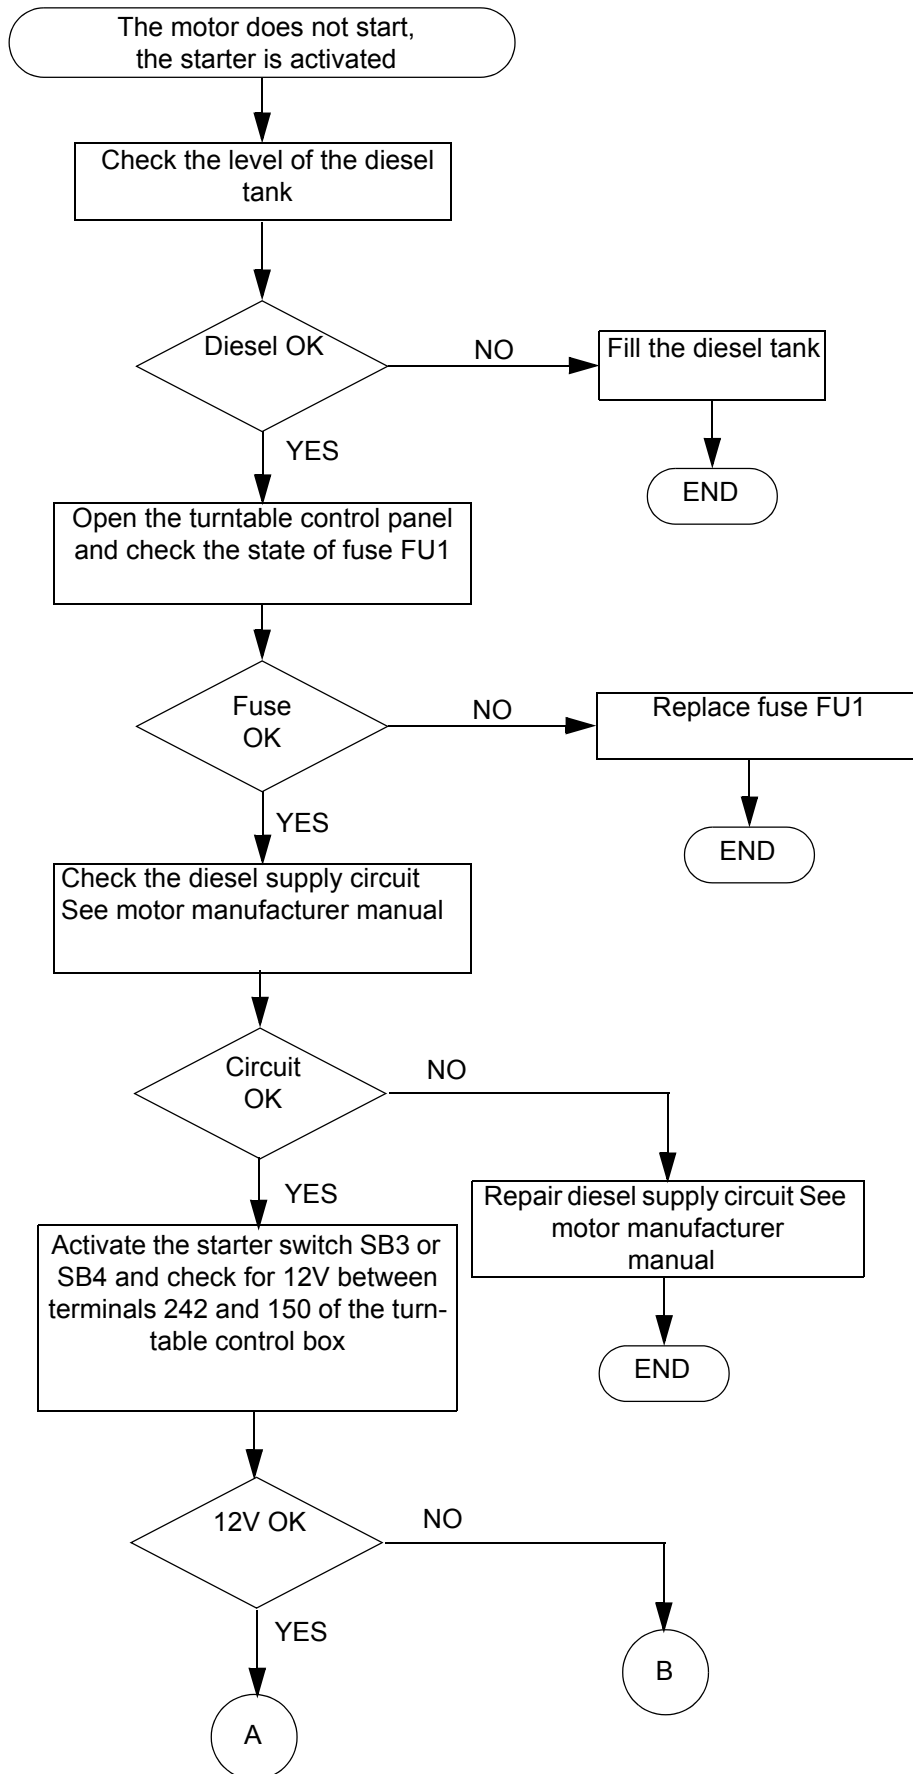 The motor does not start,
the starter is activated
Check the level of the diesel
tank
Diesel OK
NO
Fill the diesel tank
YES
END
Open the turntable control panel
and check the state of fuse FU1
Fuse
OK
NO
Replace fuse FU1
YES
END
Check the diesel supply circuit
See motor manufacturer manual
Circuit
OK
NO
YES
Repair diesel supply circuit See
motor manufacturer
manual
Activate the starter switch SB3 or
SB4 and check for 12V between
terminals 242 and 150 of the turn-
table control box
END
12V OK
NO
YES
B
A